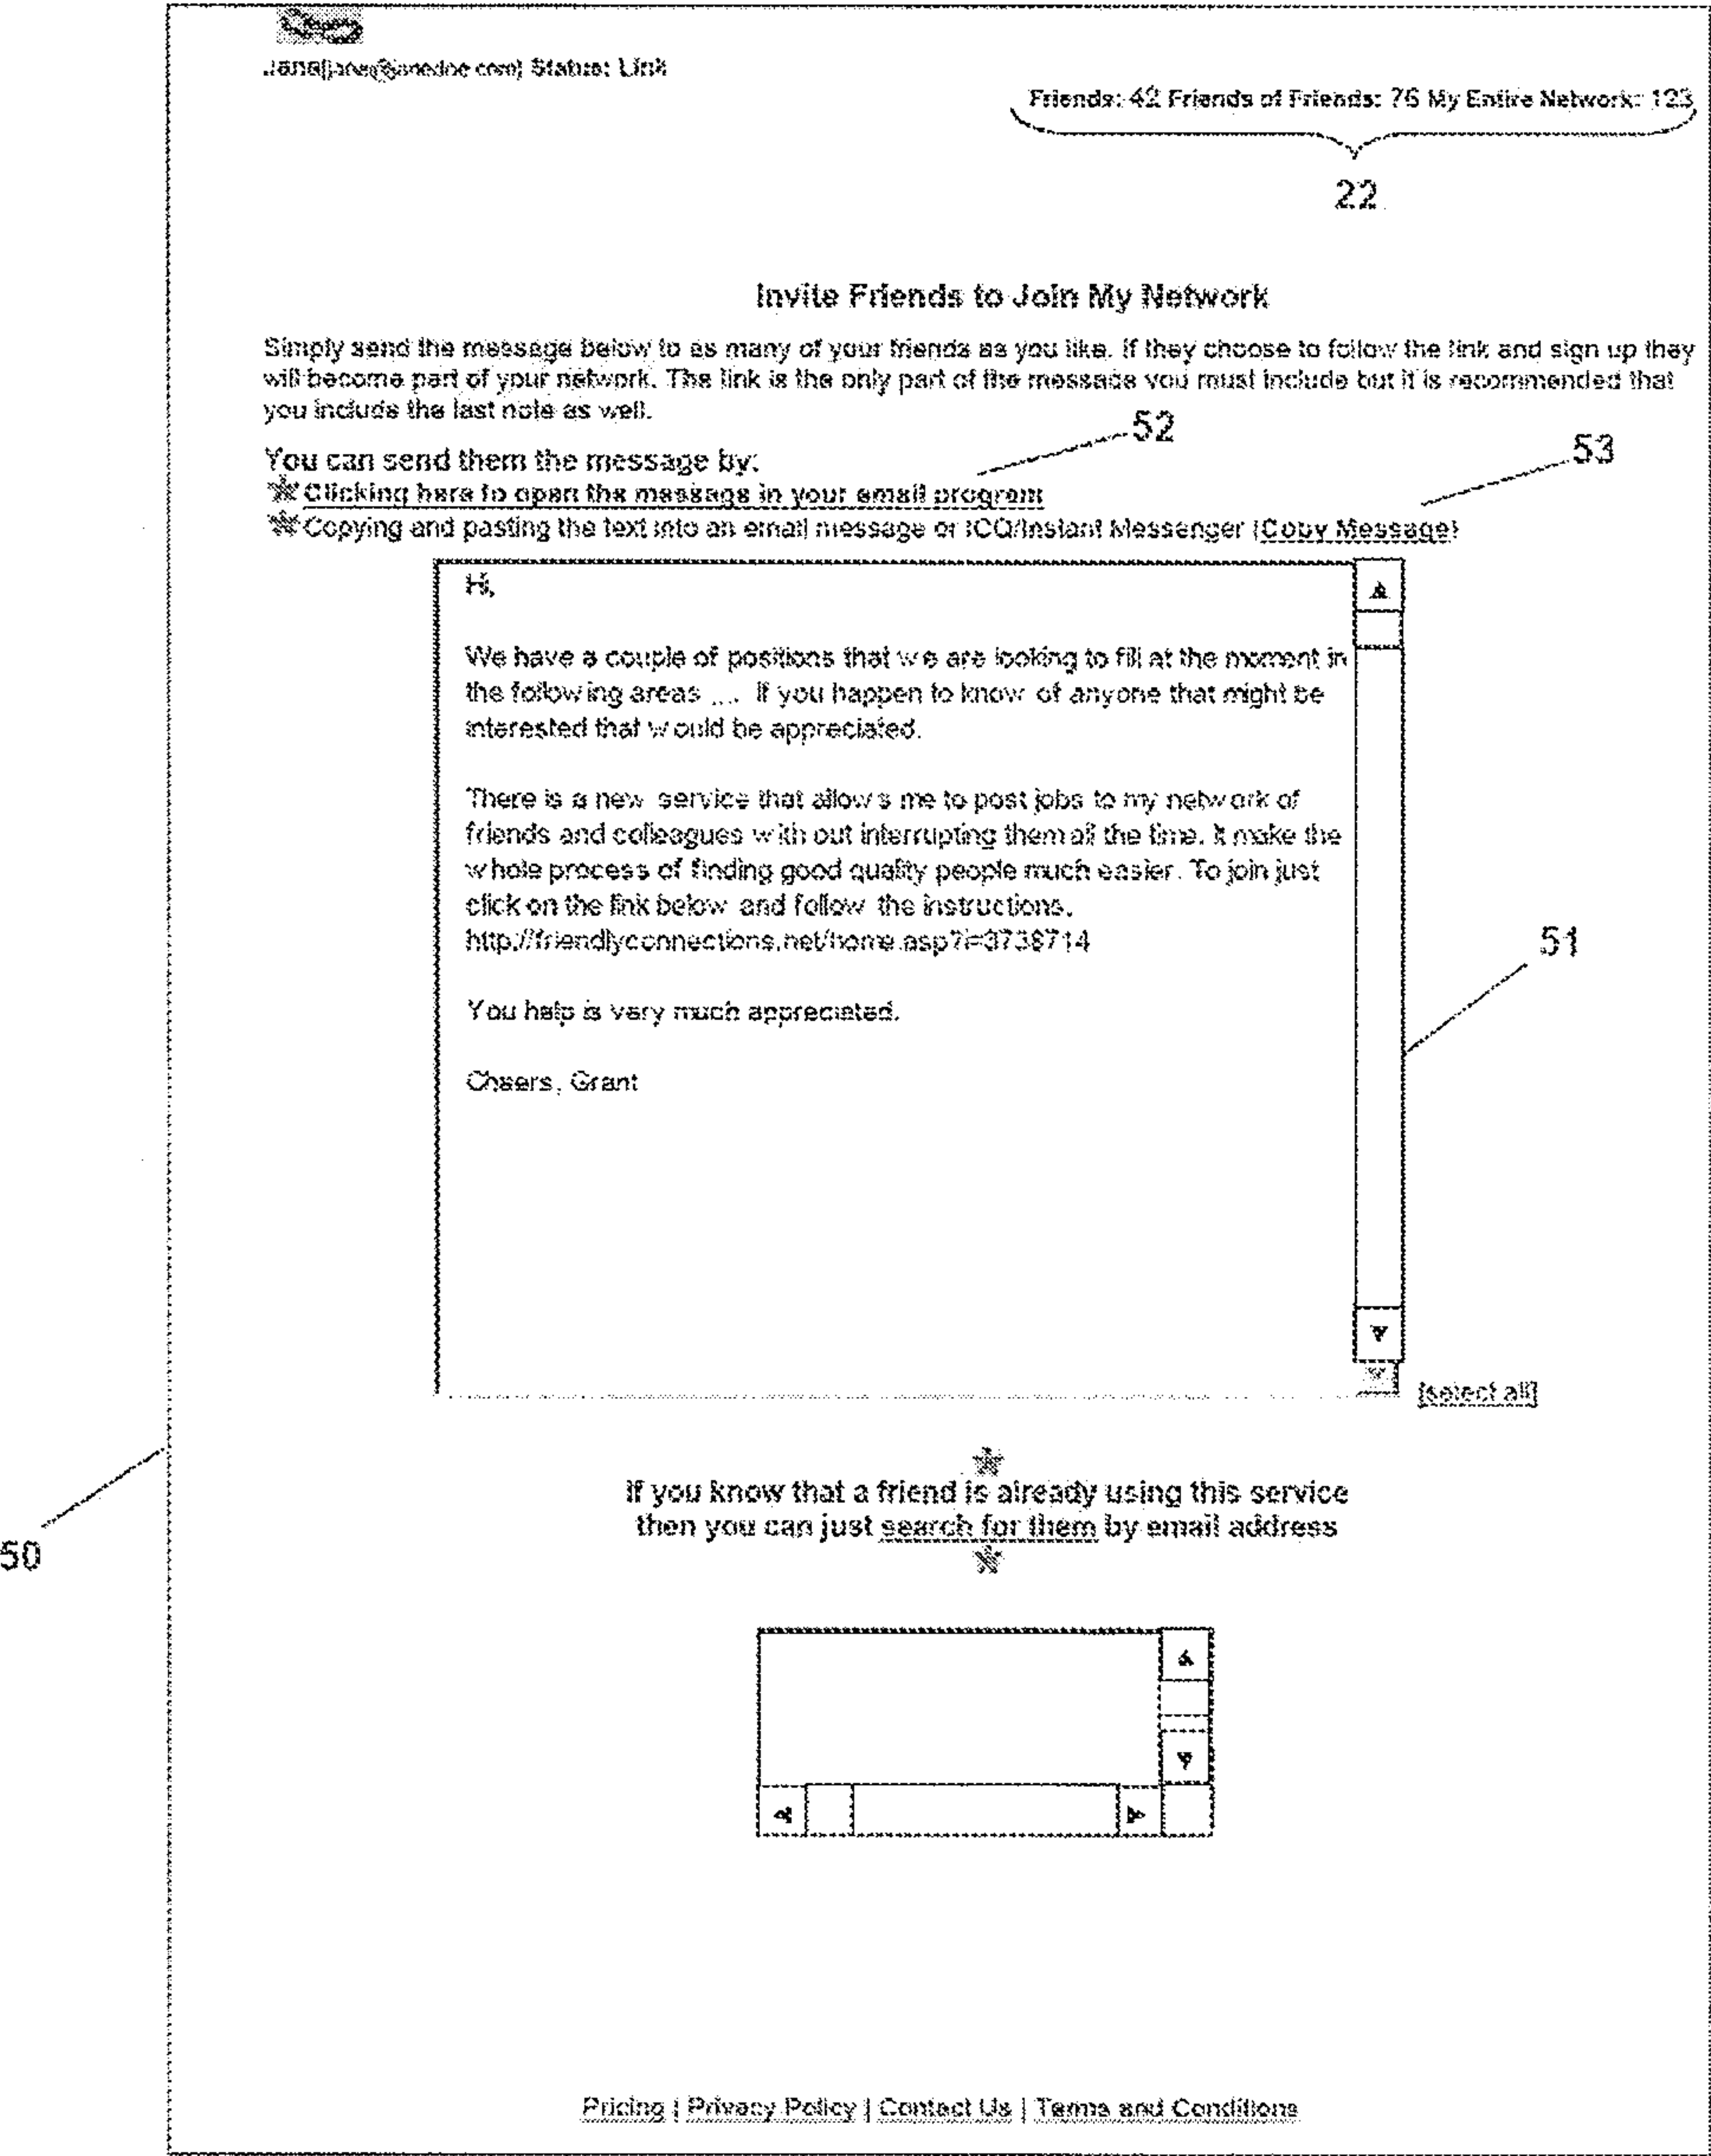 Jane[jane@janedoe.com] Status: Link
Friends: 42 Friends of Friends: 76 My Entire Network: 123
22
Invite Friends to Join My Network
Simply send the message below to as many of your friends as you like. If they choose to follow the link and sign up they
will become part of your network. The link is the only part of the message you must include but it is recommended that
you include the last note as well.
52
53
You can send them the message by:
Clicking here to open the message in your email program
Copying and pasting the text into an email message or ICQ/Instant Messenger (Copy Message)
Hi,
We have a couple of positions that we are looking to fill at the moment in
the following areas .... If you happen to know of anyone that might be
interested that would be appreciated.
There is a new service that allows me to post jobs to my network of
friends and colleagues with out interrupting them all the time. It make the
whole process of finding good quality people much easier. To join just
click on the link below and follow the instructions.
http://friendlyconnections.net/home.asp?i=3738714
51
You help is very much appreciated.
Cheers, Grant
[select all]
50
If you know that a friend is already using this service
then you can just search for them by email address
Pricing | Privacy Policy | Contact Us | Terms and Conditions